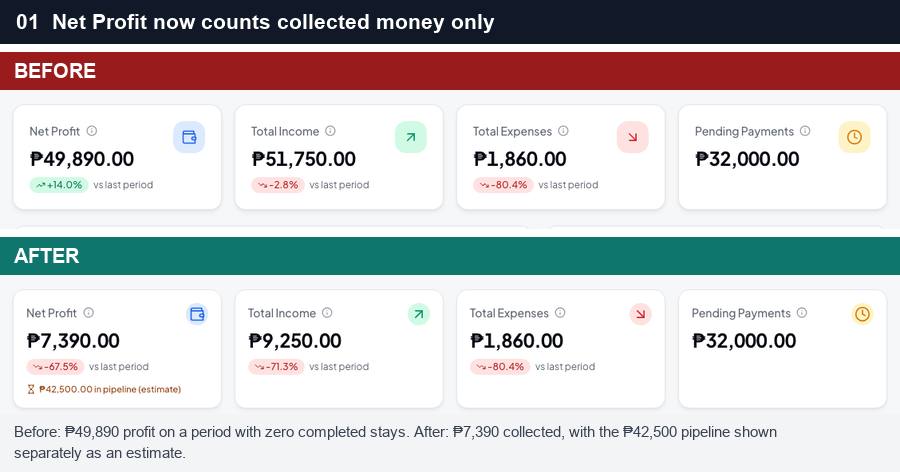 01 Net Profit now counts collected money only
BEFORE
Net Profit
₱49,890.00
+14.0% vs last period
Total Income
₱51,750.00
-2.8% vs last period
Total Expenses
₱1,860.00
-80.4% vs last period
Pending Payments
₱32,000.00
AFTER
Net Profit
₱7,390.00
-67.5% vs last period
₱42,500.00 in pipeline (estimate)
Total Income
₱9,250.00
-71.3% vs last period
Total Expenses
₱1,860.00
-80.4% vs last period
Pending Payments
₱32,000.00
Before: ₱49,890 profit on a period with zero completed stays. After: ₱7,390 collected, with the ₱42,500 pipeline shown
separately as an estimate.